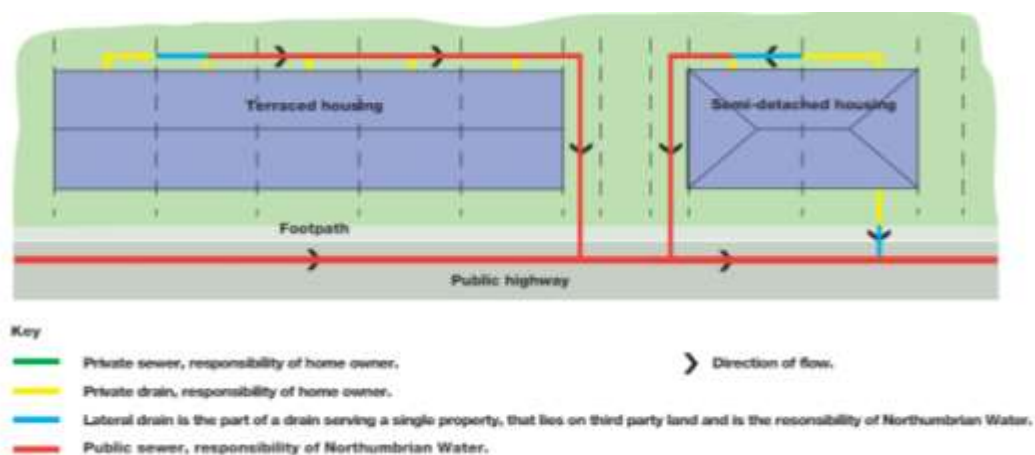 Terraced housing
Semi-detached housing
Footpath
Public highway
Key
Private sewer, responsibility of home owner.
Direction of flow.
Private drain, responsibility of home owner.
Lateral drain is the part of a drain serving a single property, that lies on third party land and is the resonsibility of Northumbrian Water.
Public sewer, responsibility of Northumbrian Water.